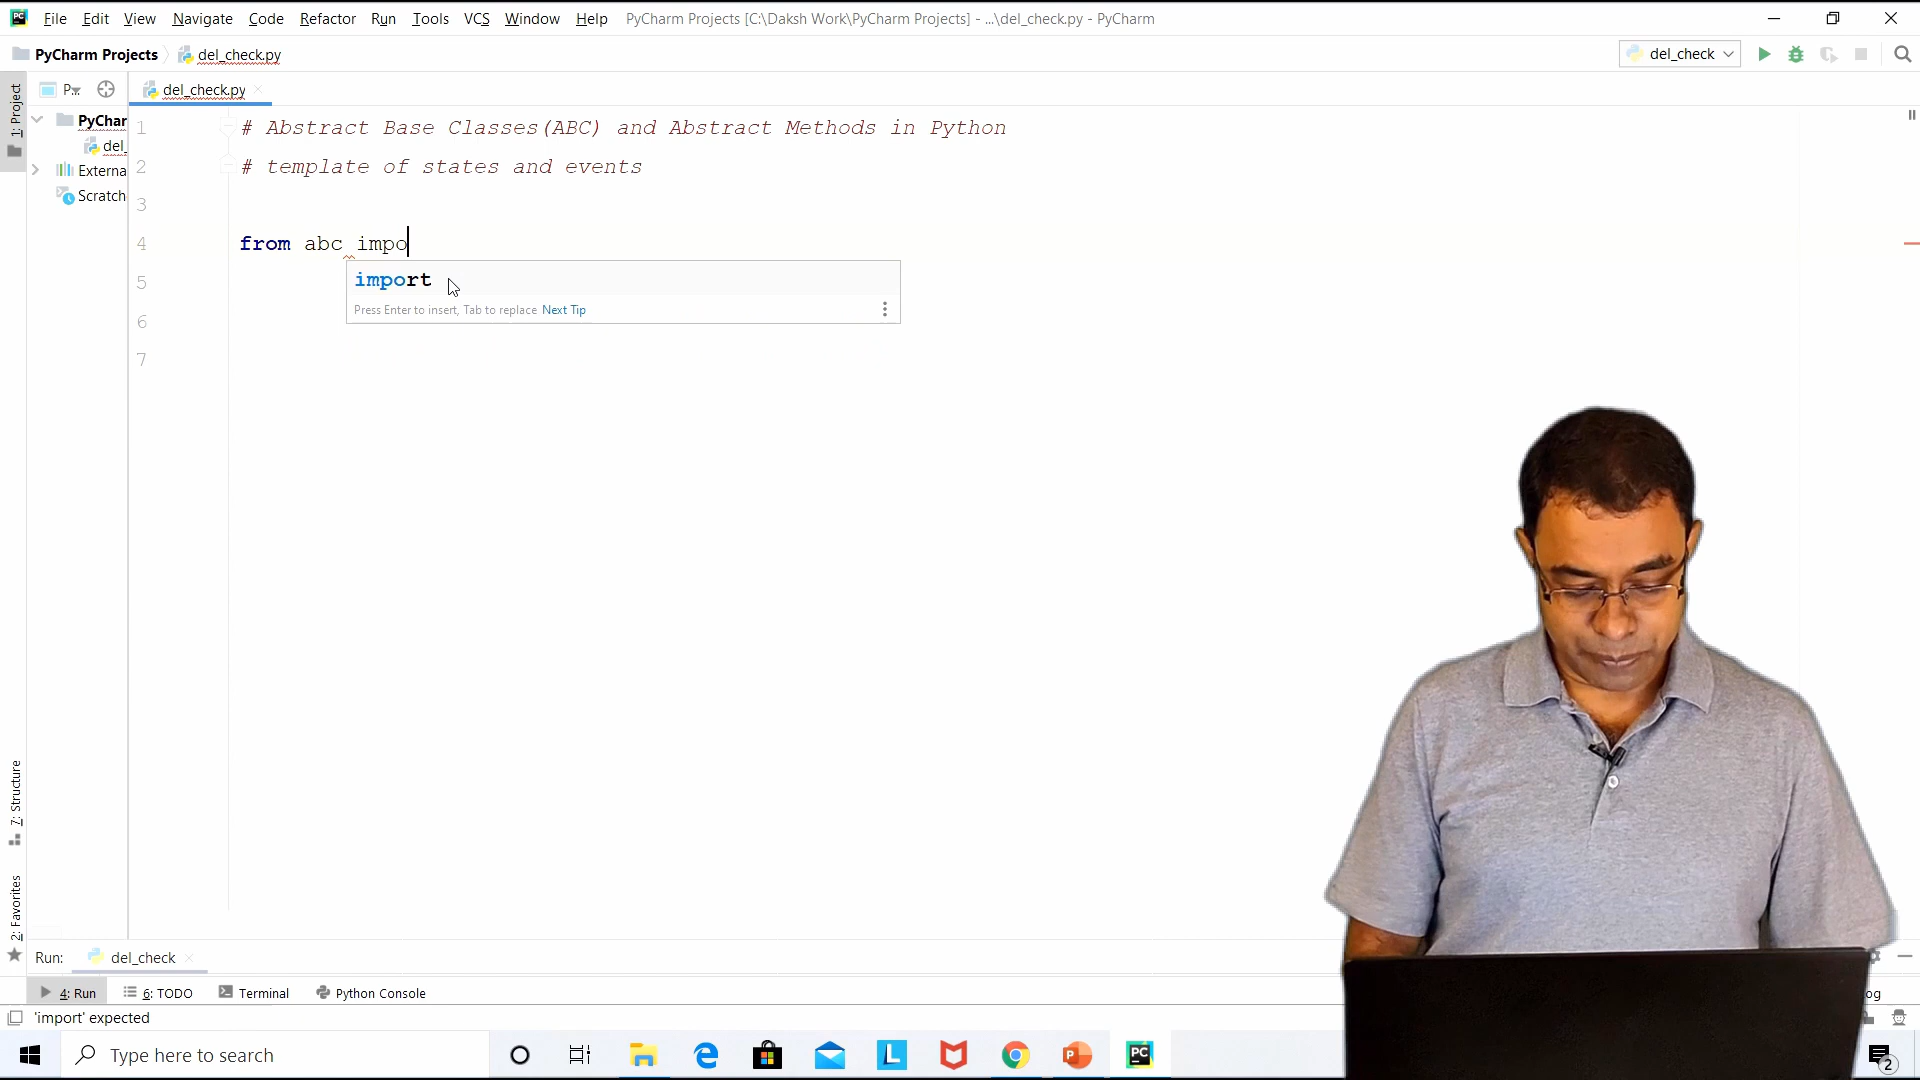 File Edit View Navigate Code Refactor Run Tools VCS Window Help PyCharm Projects [C:\Daksh Work\PyCharm Projects] - ...\del_check.py - PyCharm
PyCharm Projects del_check.py del_check
1: Project P... del_check.py
PyChar
del_
Externa
Scratch
1 # Abstract Base Classes(ABC) and Abstract Methods in Python
2 # template of states and events
3
4 from abc impo
import
5
Press Enter to insert, Tab to replace Next Tip
6
7
7: Structure
2: Favorites
Run: del_check
4: Run 6: TODO Terminal Python Console og
'import' expected
Type here to search
2